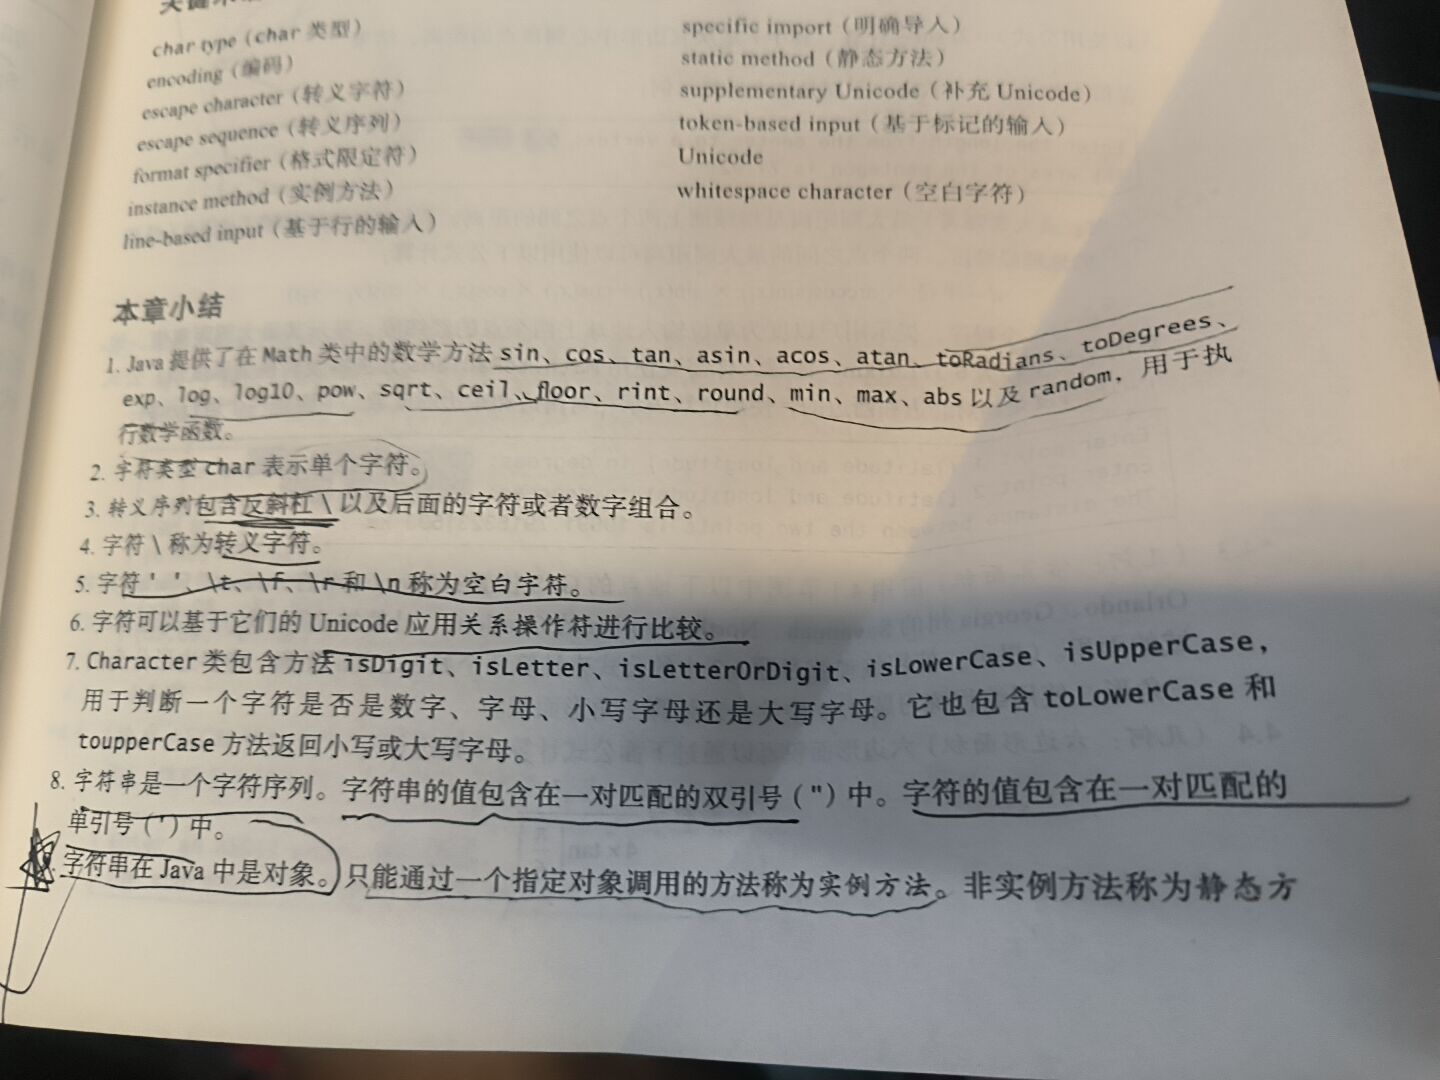 char type（char 类型）
encoding（编码）
escape character（转义字符）
escape sequence（转义序列）
format specifier（格式限定符）
instance method（实例方法）
line-based input（基于行的输入）
specific import（明确导入）
static method（静态方法）
supplementary Unicode（补充 Unicode）
token-based input（基于标记的输入）
Unicode
whitespace character（空白字符）
本章小结
1. Java 提供了在 Math 类中的数学方法 sin、cos、tan、asin、acos、atan、toRadians、toDegrees、
exp、log、log10、pow、sqrt、ceil、floor、rint、round、min、max、abs 以及 random，用于执
行数学函数。
2. 字符类型 char 表示单个字符。
3. 转义序列包含反斜杠 \ 以及后面的字符或者数字组合。
4. 字符 \ 称为转义字符。
5. 字符 ' '、\t、\f、\r 和 \n 称为空白字符。
6. 字符可以基于它们的 Unicode 应用关系操作符进行比较。
7. Character 类包含方法 isDigit、isLetter、isLetterOrDigit、isLowerCase、isUpperCase，
用于判断一个字符是否是数字、字母、小写字母还是大写字母。它也包含 toLowerCase 和
toupperCase 方法返回小写或大写字母。
8. 字符串是一个字符序列。字符串的值包含在一对匹配的双引号 (") 中。字符的值包含在一对匹配的
单引号 (') 中。
字符串在 Java 中是对象。只能通过一个指定对象调用的方法称为实例方法。非实例方法称为静态方